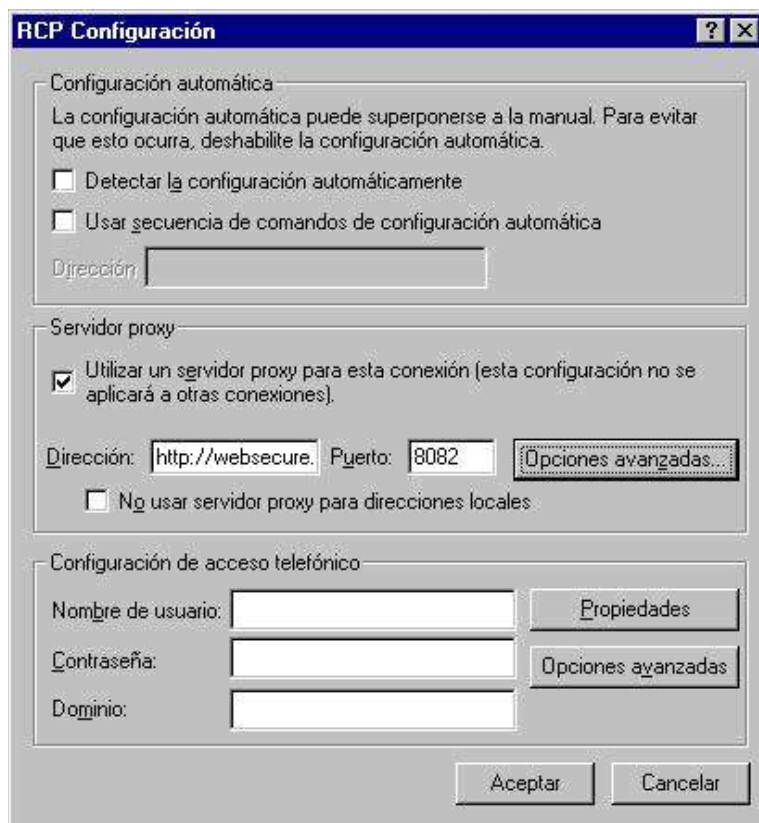 RCP Configuración
Configuración automática
La configuración automática puede superponerse a la manual. Para evitar
que esto ocurra, deshabilite la configuración automática.
Detectar la configuración automáticamente
Usar secuencia de comandos de configuración automática
Dirección
Servidor proxy
Utilizar un servidor proxy para esta conexión (esta configuración no se
aplicará a otras conexiones).
Dirección: http://websecure. Puerto: 8082 Opciones avanzadas...
No usar servidor proxy para direcciones locales
Configuración de acceso telefónico
Nombre de usuario: Propiedades
Contraseña: Opciones avanzadas
Dominio:
Aceptar Cancelar